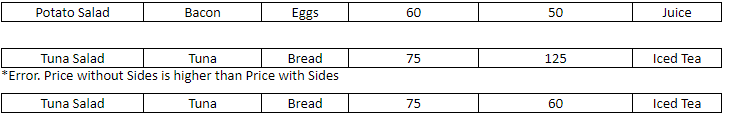 Potato Salad Bacon Eggs 60 50 Juice
Tuna Salad Tuna Bread 75 125 Iced Tea
*Error. Price without Sides is higher than Price with Sides
Tuna Salad Tuna Bread 75 60 Iced Tea